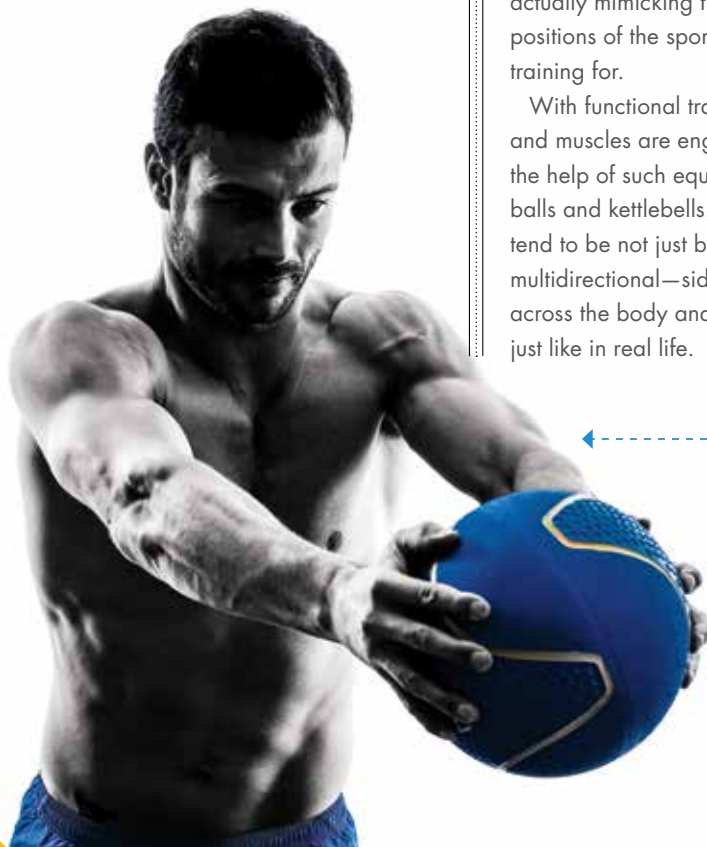 actually mimicking
positions of the spor
training for.
With functional tra
and muscles are eng
the help of such equ
balls and kettlebells.
tend to be not just b
multidirectional—sid
across the body and
just like in real life.